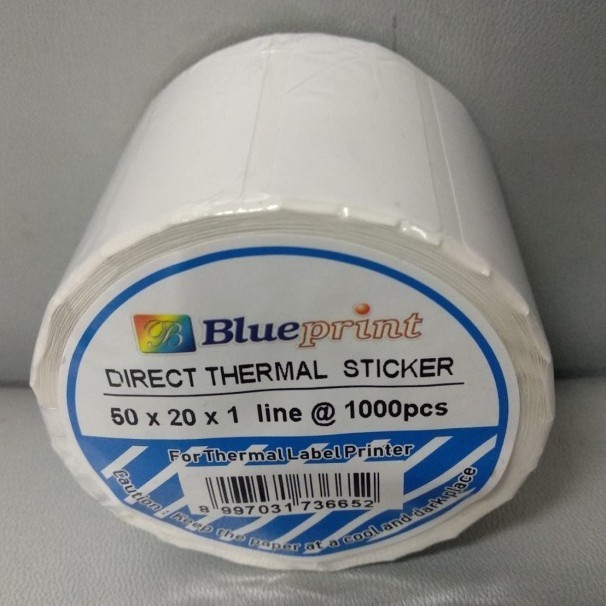 B Blueprint
DIRECT THERMAL STICKER
50 x 20 x 1 line @ 1000pcs
For Thermal Label Printer
8 997031 736652
Caution : keep the paper at a cool and dark place